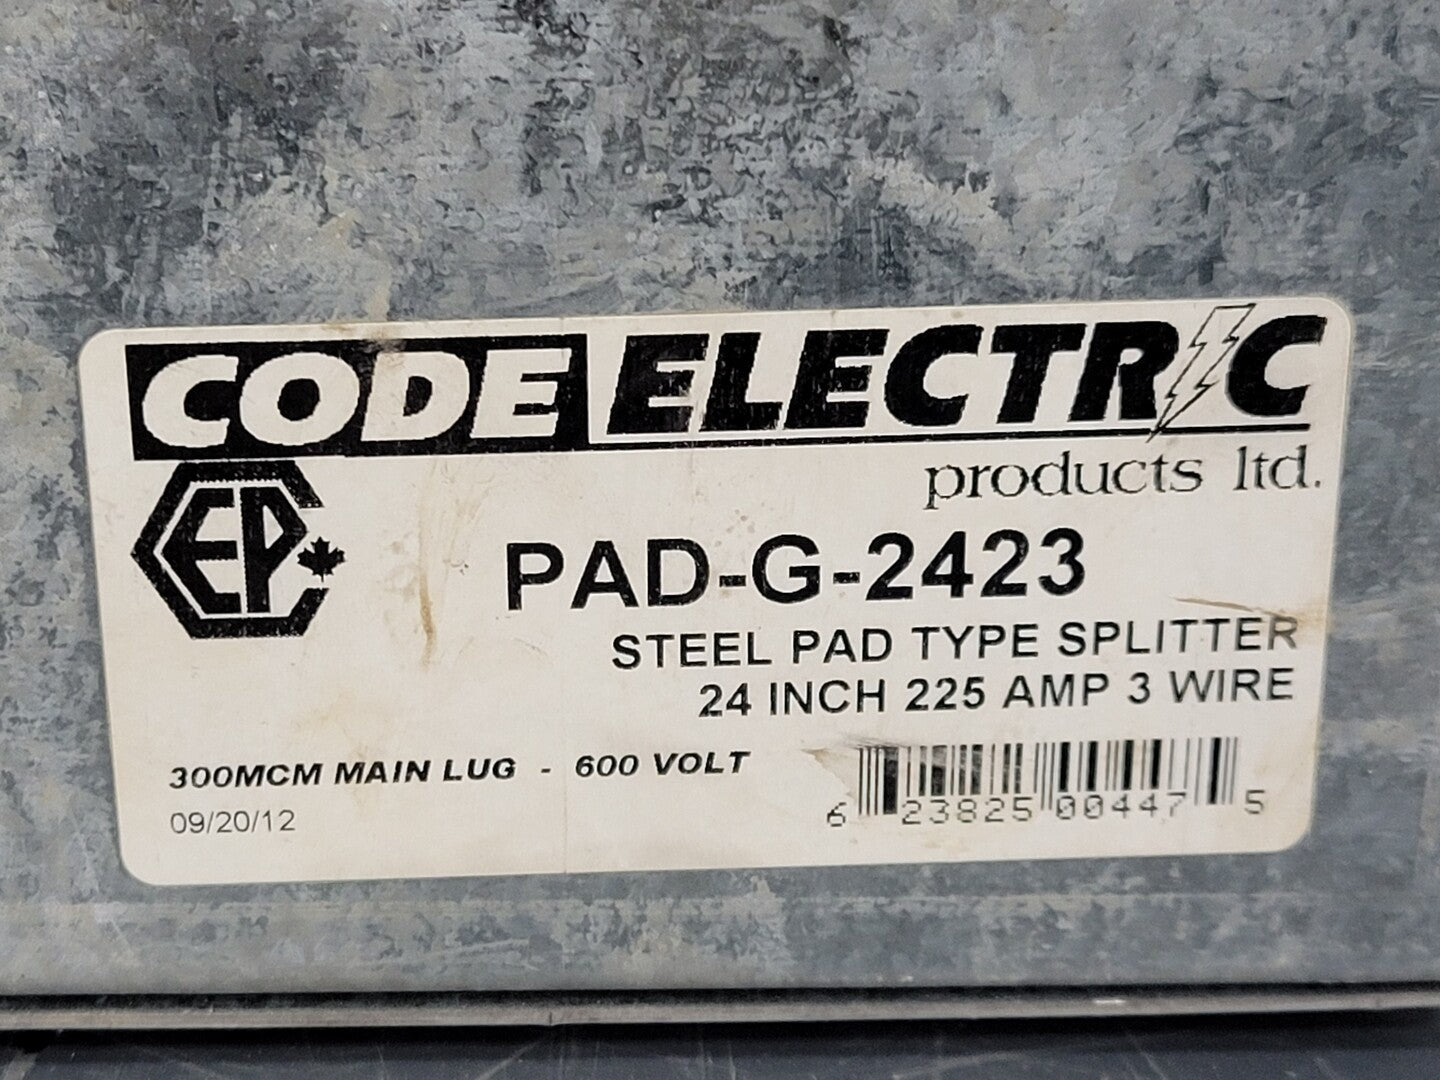 CODE ELECTRIC
products ltd.
CEP
PAD-G-2423
STEEL PAD TYPE SPLITTER
24 INCH 225 AMP 3 WIRE
300MCM MAIN LUG - 600 VOLT
09/20/12
6 23825 00447 5